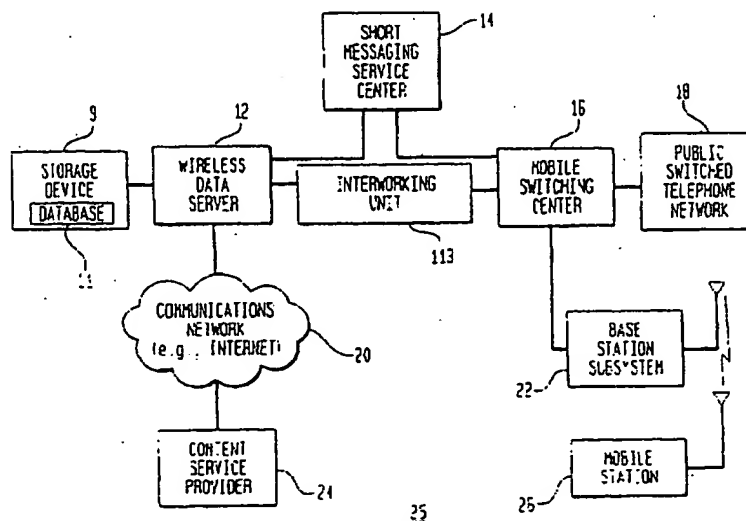 14
SHORT
MESSAGING
SERVICE
CENTER
9
12
16
18
STORAGE
DEVICE
DATABASE
WIRELESS
DATA
SERVER
INTERWORKING
UNIT
MOBILE
SWITCHING
CENTER
PUBLIC
SWITCHED
TELEPHONE
NETWORK
11
113
COMMUNICATIONS
NETWORK
(e.g., INTERNET)
20
BASE
STATION
SUBSYSTEM
22
CONTENT
SERVICE
PROVIDER
24
MOBILE
STATION
26
25